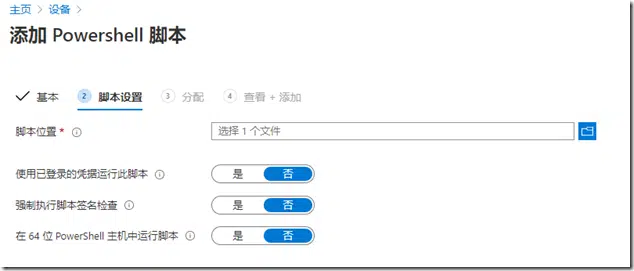 主页 > 设备 >
添加 Powershell 脚本
基本 2 脚本设置 3 分配 4 查看 + 添加
脚本位置 * 选择 1 个文件
使用已登录的凭据运行此脚本 是 否
强制执行脚本签名检查 是 否
在 64 位 PowerShell 主机中运行脚本 是 否